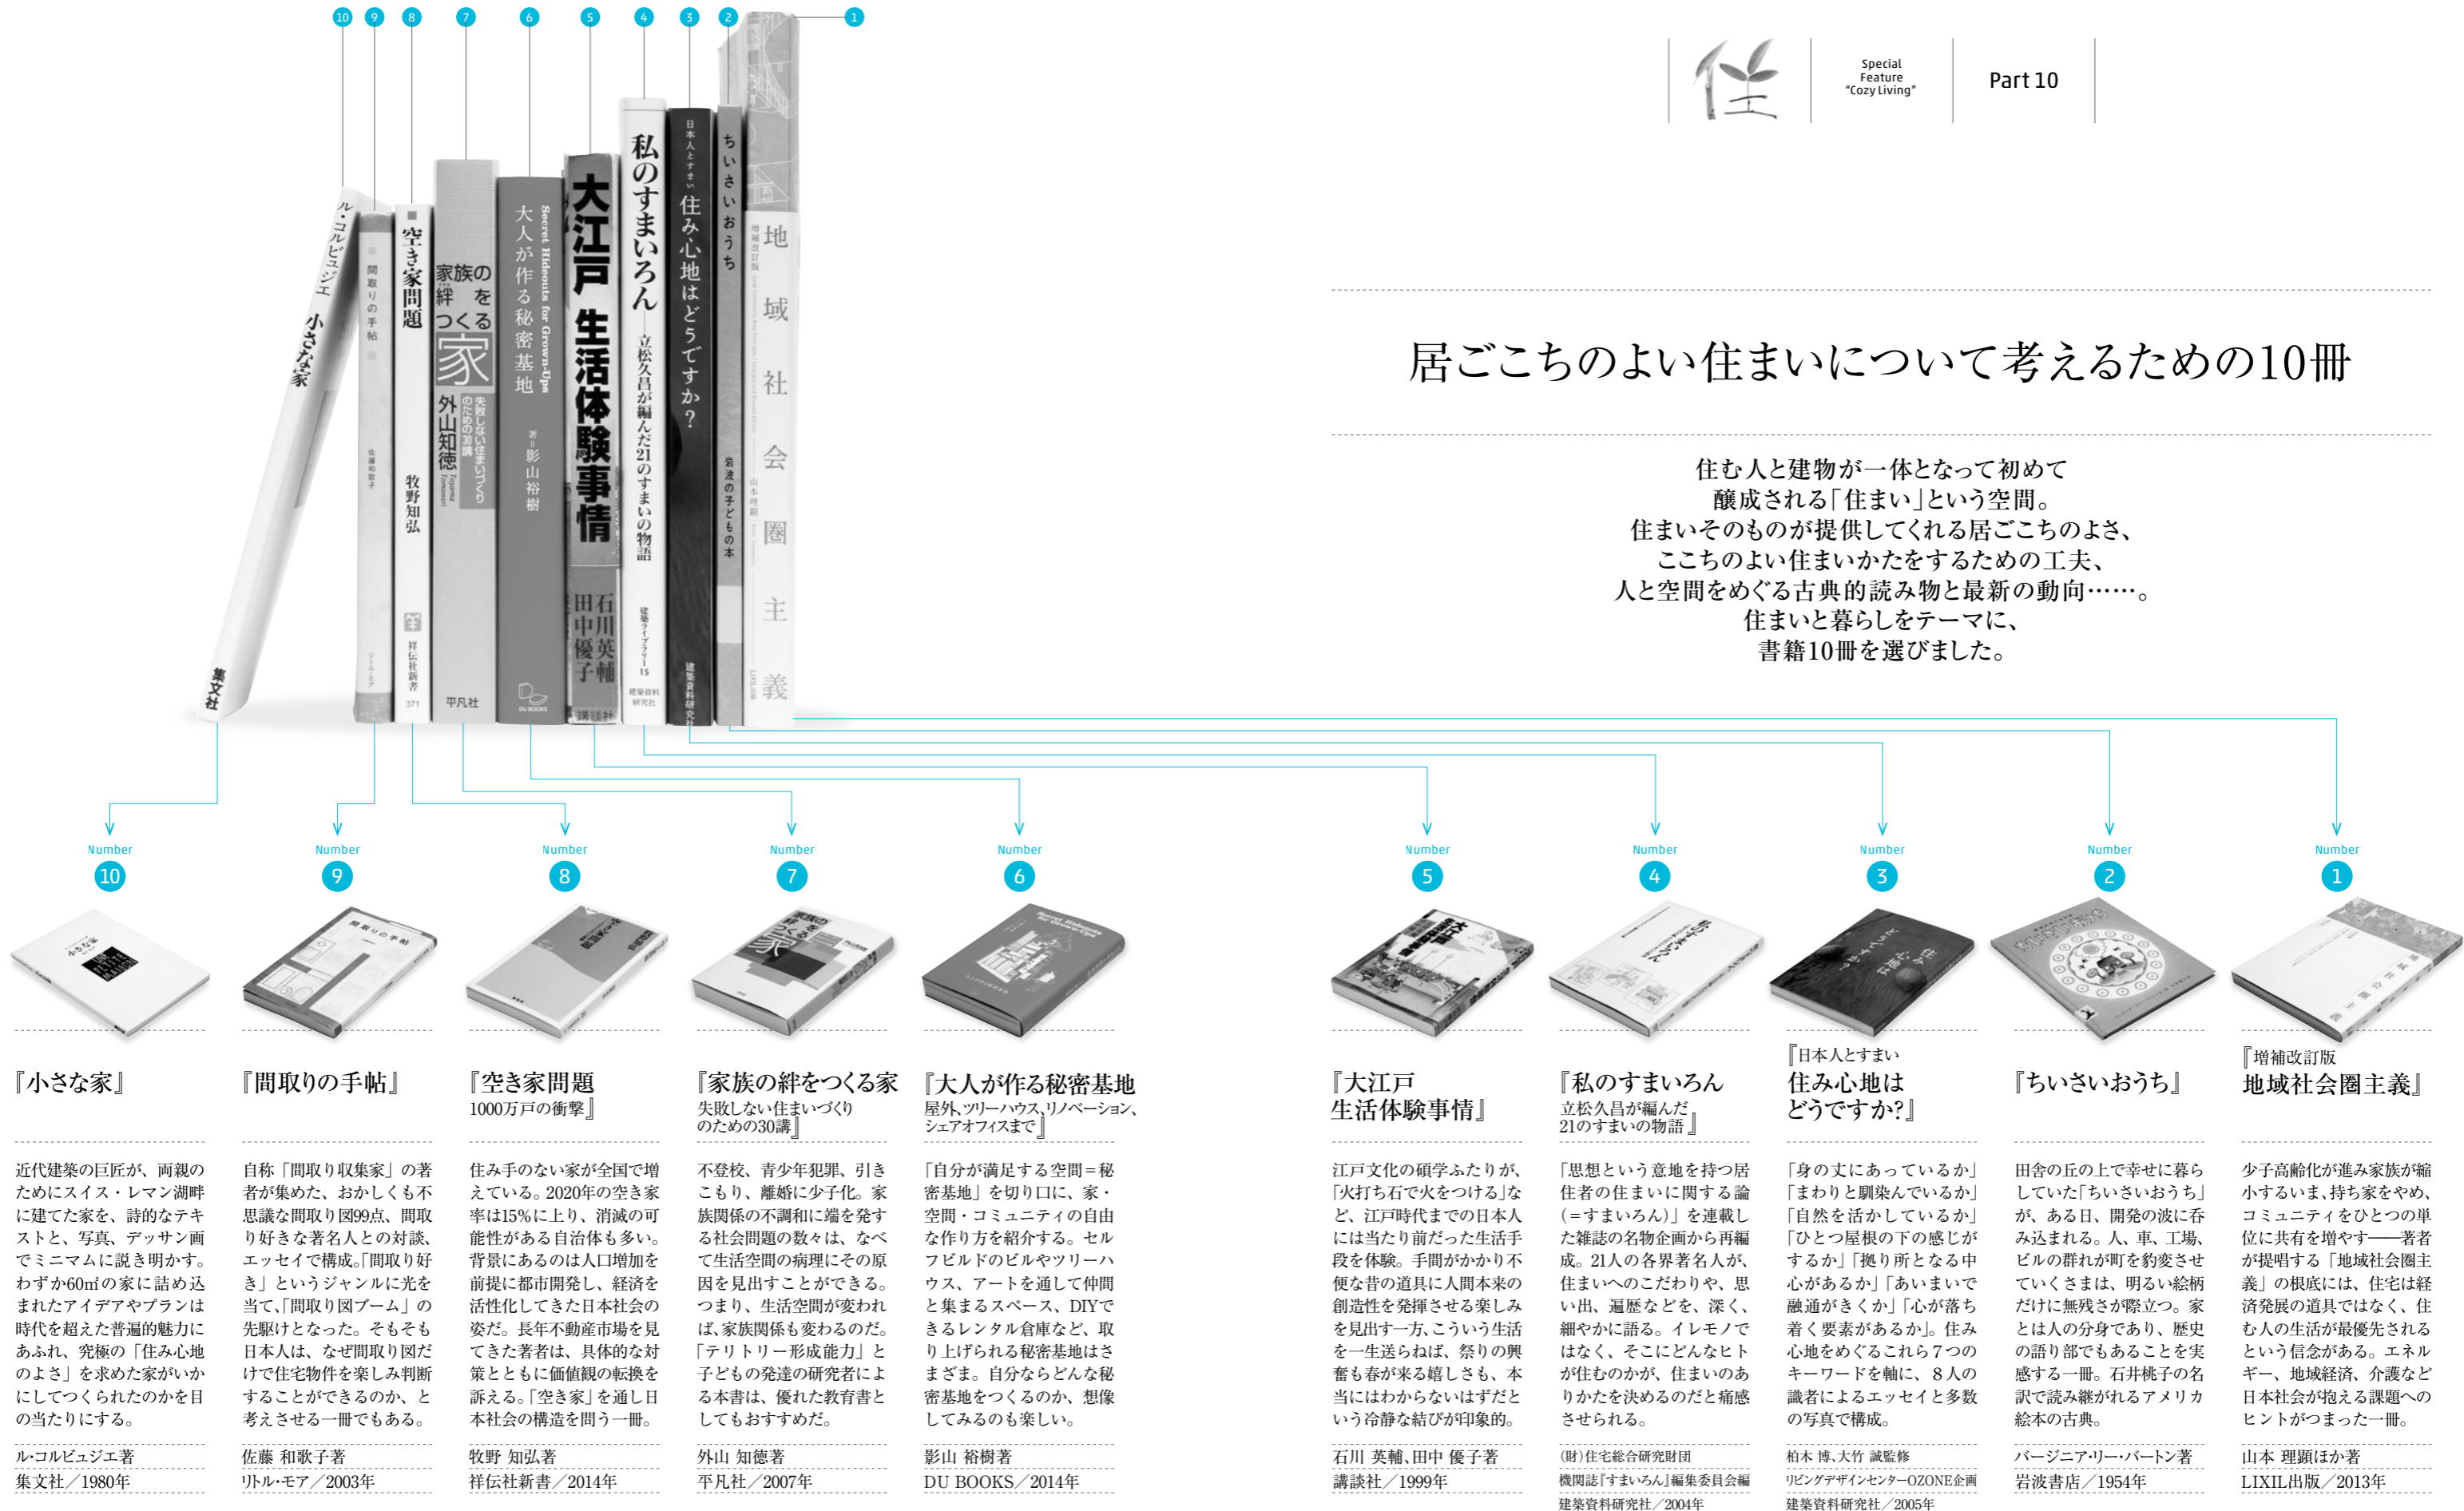 Special
Feature
"Cozy Living"
Part 10
居ごこちのよい住まいについて考えるための10冊
住む人と建物が一体となって初めて
醸成される「住まい」という空間。
住まいそのものが提供してくれる居ごこちのよさ、
ここちのよい住まいかたをするための工夫、
人と空間をめぐる古典的読み物と最新の動向……。
住まいと暮らしをテーマに、
書籍10冊を選びました。
1
2
3
4
5
6
7
8
9
10
増補改訂版
地域社会圏主義
山本理顕
LIXIL出版
ちいさいおうち
岩波の子どもの本
日本人とすまい
住み心地はどうですか?
建築資料研究社
私のすまいろん
立松久昌が編んだ21のすまいの物語
建築ライブラリー15
建築資料
研究社
大江戸 生活体験事情
石川英輔
田中優子
講談社
Secret Hideouts for Grown-Ups
大人が作る秘密基地
著=影山裕樹
DU BOOKS
家族の
絆を
つくる
家
失敗しない住まいづくり
のための30講
外山知徳
Toyama
Tomonori
平凡社
空き家問題
牧野知弘
祥伝社新書
371
間取りの手帖
佐藤和歌子
リトル・モア
ル・コルビュジエ 小さな家
集文社
Number
1
『増補改訂版
地域社会圏主義』
少子高齢化が進み家族が縮
小するいま、持ち家をやめ、
コミュニティをひとつの単
位に共有を増やす――著者
が提唱する「地域社会圏主
義」の根底には、住宅は経
済発展の道具ではなく、住
む人の生活が最優先される
という信念がある。エネル
ギー、地域経済、介護など
日本社会が抱える課題への
ヒントがつまった一冊。
山本 理顕ほか著
LIXIL出版／2013年
Number
2
『ちいさいおうち』
田舎の丘の上で幸せに暮ら
していた「ちいさいおうち」
が、ある日、開発の波に呑
み込まれる。人、車、工場、
ビルの群れが町を豹変させ
ていくさまは、明るい絵柄
だけに無残さが際立つ。家
とは人の分身であり、歴史
の語り部でもあることを実
感する一冊。石井桃子の名
訳で読み継がれるアメリカ
絵本の古典。
バージニア・リー・バートン著
岩波書店／1954年
Number
3
『日本人とすまい
住み心地は
どうですか?』
「身の丈にあっているか」
「まわりと馴染んでいるか」
「自然を活かしているか」
「ひとつ屋根の下の感じが
するか」「拠り所となる中
心があるか」「あいまいで
融通がきくか」「心が落ち
着く要素があるか」。住み
心地をめぐるこれら7つの
キーワードを軸に、8人の
識者によるエッセイと多数
の写真で構成。
柏木 博、大竹 誠監修
リビングデザインセンターOZONE企画
建築資料研究社／2005年
Number
4
『私のすまいろん
立松久昌が編んだ
21のすまいの物語』
「思想という意地を持つ居
住者の住まいに関する論
(=すまいろん)」を連載し
た雑誌の名物企画から再編
成。21人の各界著名人が、
住まいへのこだわりや、思
い出、遍歴などを、深く、
細やかに語る。イレモノで
はなく、そこにどんなヒト
が住むのかが、住まいのあ
りかたを決めるのだと痛感
させられる。
(財)住宅総合研究財団
機関誌『すまいろん』編集委員会編
建築資料研究社／2004年
Number
5
『大江戸
生活体験事情』
江戸文化の碩学ふたりが、
「火打ち石で火をつける」な
ど、江戸時代までの日本人
には当たり前だった生活手
段を体験。手間がかかり不
便な昔の道具に人間本来の
創造性を発揮させる楽しみ
を見出す一方、こういう生活
を一生送らねば、祭りの興
奮も春が来る嬉しさも、本
当にはわからないはずだと
いう冷静な結びが印象的。
石川 英輔、田中 優子著
講談社／1999年
Number
6
『大人が作る秘密基地
屋外、ツリーハウス、リノベーション、
シェアオフィスまで』
「自分が満足する空間=秘
密基地」を切り口に、家・
空間・コミュニティの自由
な作り方を紹介する。セル
フビルドのビルやツリーハ
ウス、アートを通して仲間
と集まるスペース、DIYで
きるレンタル倉庫など、取
り上げられる秘密基地はさ
まざま。自分ならどんな秘
密基地をつくるのか、想像
してみるのも楽しい。
影山 裕樹著
DU BOOKS／2014年
Number
7
『家族の絆をつくる家
失敗しない住まいづくり
のための30講』
不登校、青少年犯罪、引き
こもり、離婚に少子化。家
族関係の不調和に端を発す
る社会問題の数々は、なべ
て生活空間の病理にその原
因を見出すことができる。
つまり、生活空間が変われ
ば、家族関係も変わるのだ。
「テリトリー形成能力」と
子どもの発達の研究者によ
る本書は、優れた教育書と
してもおすすめだ。
外山 知徳著
平凡社／2007年
Number
8
『空き家問題
1000万戸の衝撃』
住み手のない家が全国で増
えている。2020年の空き家
率は15%に上り、消滅の可
能性がある自治体も多い。
背景にあるのは人口増加を
前提に都市開発し、経済を
活性化してきた日本社会の
姿だ。長年不動産市場を見
てきた著者は、具体的な対
策とともに価値観の転換を
訴える。「空き家」を通し日
本社会の構造を問う一冊。
牧野 知弘著
祥伝社新書／2014年
Number
9
『間取りの手帖』
自称「間取り収集家」の著
者が集めた、おかしくも不
思議な間取り図99点、間取
り好きな著名人との対談、
エッセイで構成。「間取り好
き」というジャンルに光を
当て、「間取り図ブーム」の
先駆けとなった。そもそも
日本人は、なぜ間取り図だ
けで住宅物件を楽しみ判断
することができるのか、と
考えさせる一冊でもある。
佐藤 和歌子著
リトル・モア／2003年
Number
10
『小さな家』
近代建築の巨匠が、両親の
ためにスイス・レマン湖畔
に建てた家を、詩的なテキ
ストと、写真、デッサン画
でミニマムに説き明かす。
わずか60㎡の家に詰め込
まれたアイデアやプランは
時代を超えた普遍的魅力に
あふれ、究極の「住み心地
のよさ」を求めた家がいか
にしてつくられたのかを目
の当たりにする。
ル・コルビュジエ著
集文社／1980年